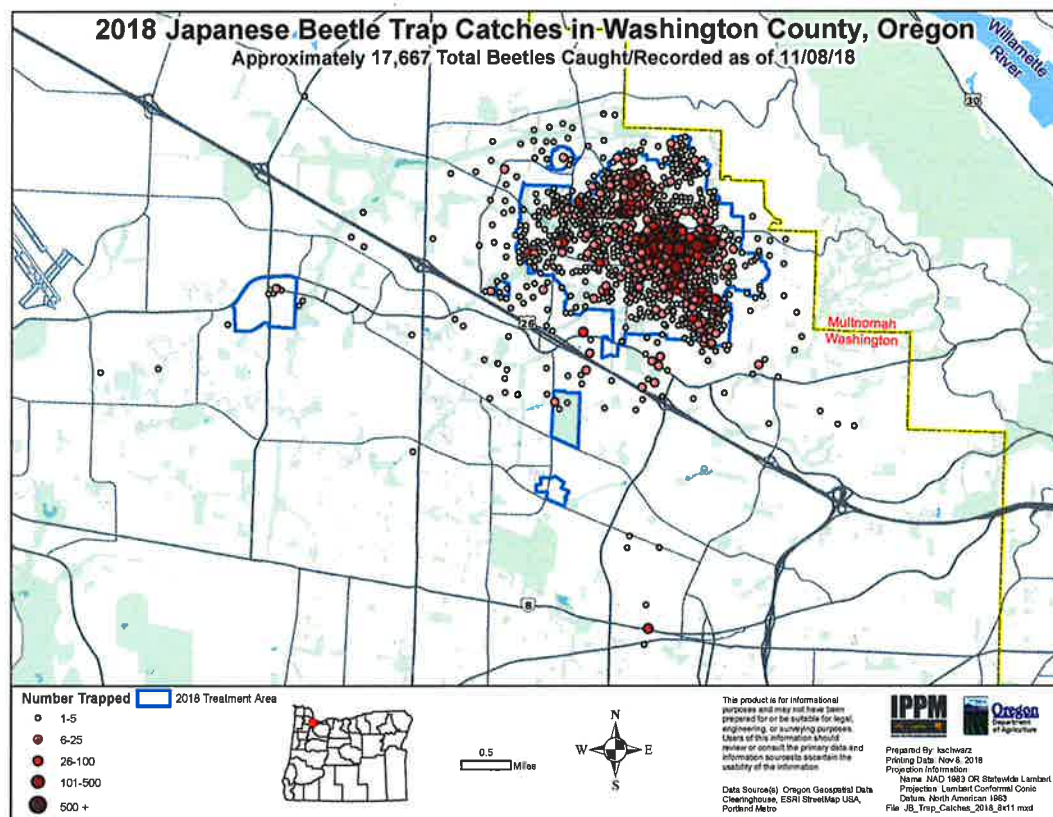 2018 Japanese Beetle Trap Catches in Washington County, Oregon
Approximately 17,667 Total Beetles Caught/Recorded as of 11/08/18
Willamette
River
30
26
Multnomah
Washington
8
Number Trapped
2018 Treatment Area
1-5
6-25
26-100
101-500
500 +
0.5
Miles
N
W
E
S
This product is for informational
purposes and may not have been
prepared for or be suitable for legal,
engineering, or surveying purposes.
Users of this information should
review or consult the primary data and
information sources to ascertain the
usability of the information.
Data Source(s): Oregon Geospatial Data
Clearinghouse, ESRI StreetMap USA,
Portland Metro
IPPM
Oregon
Department
of Agriculture
Prepared By: kschwarz
Printing Date: Nov 8, 2018
Projection Information
Name: NAD 1983 OR Statewide Lambert
Projection: Lambert Conformal Conic
Datum: North American 1983
File: JB_Trap_Catches_2018_8x11.mxd